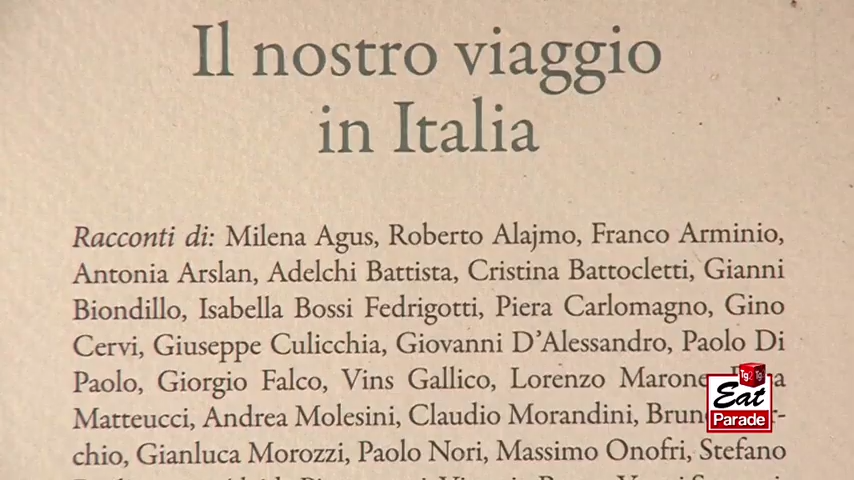 Il nostro viaggio
in Italia
Racconti di: Milena Agus, Roberto Alajmo, Franco Arminio,
Antonia Arslan, Adelchi Battista, Cristina Battocletti, Gianni
Biondillo, Isabella Bossi Fedrigotti, Piera Carlomagno, Gino
Cervi, Giuseppe Culicchia, Giovanni D'Alessandro, Paolo Di
Paolo, Giorgio Falco, Vins Gallico, Lorenzo Marone,
Matteucci, Andrea Molesini, Claudio Morandini,
chio, Gianluca Morozzi, Paolo Nori, Massimo Onofri, Stefano
Tg2
Eat
Parade